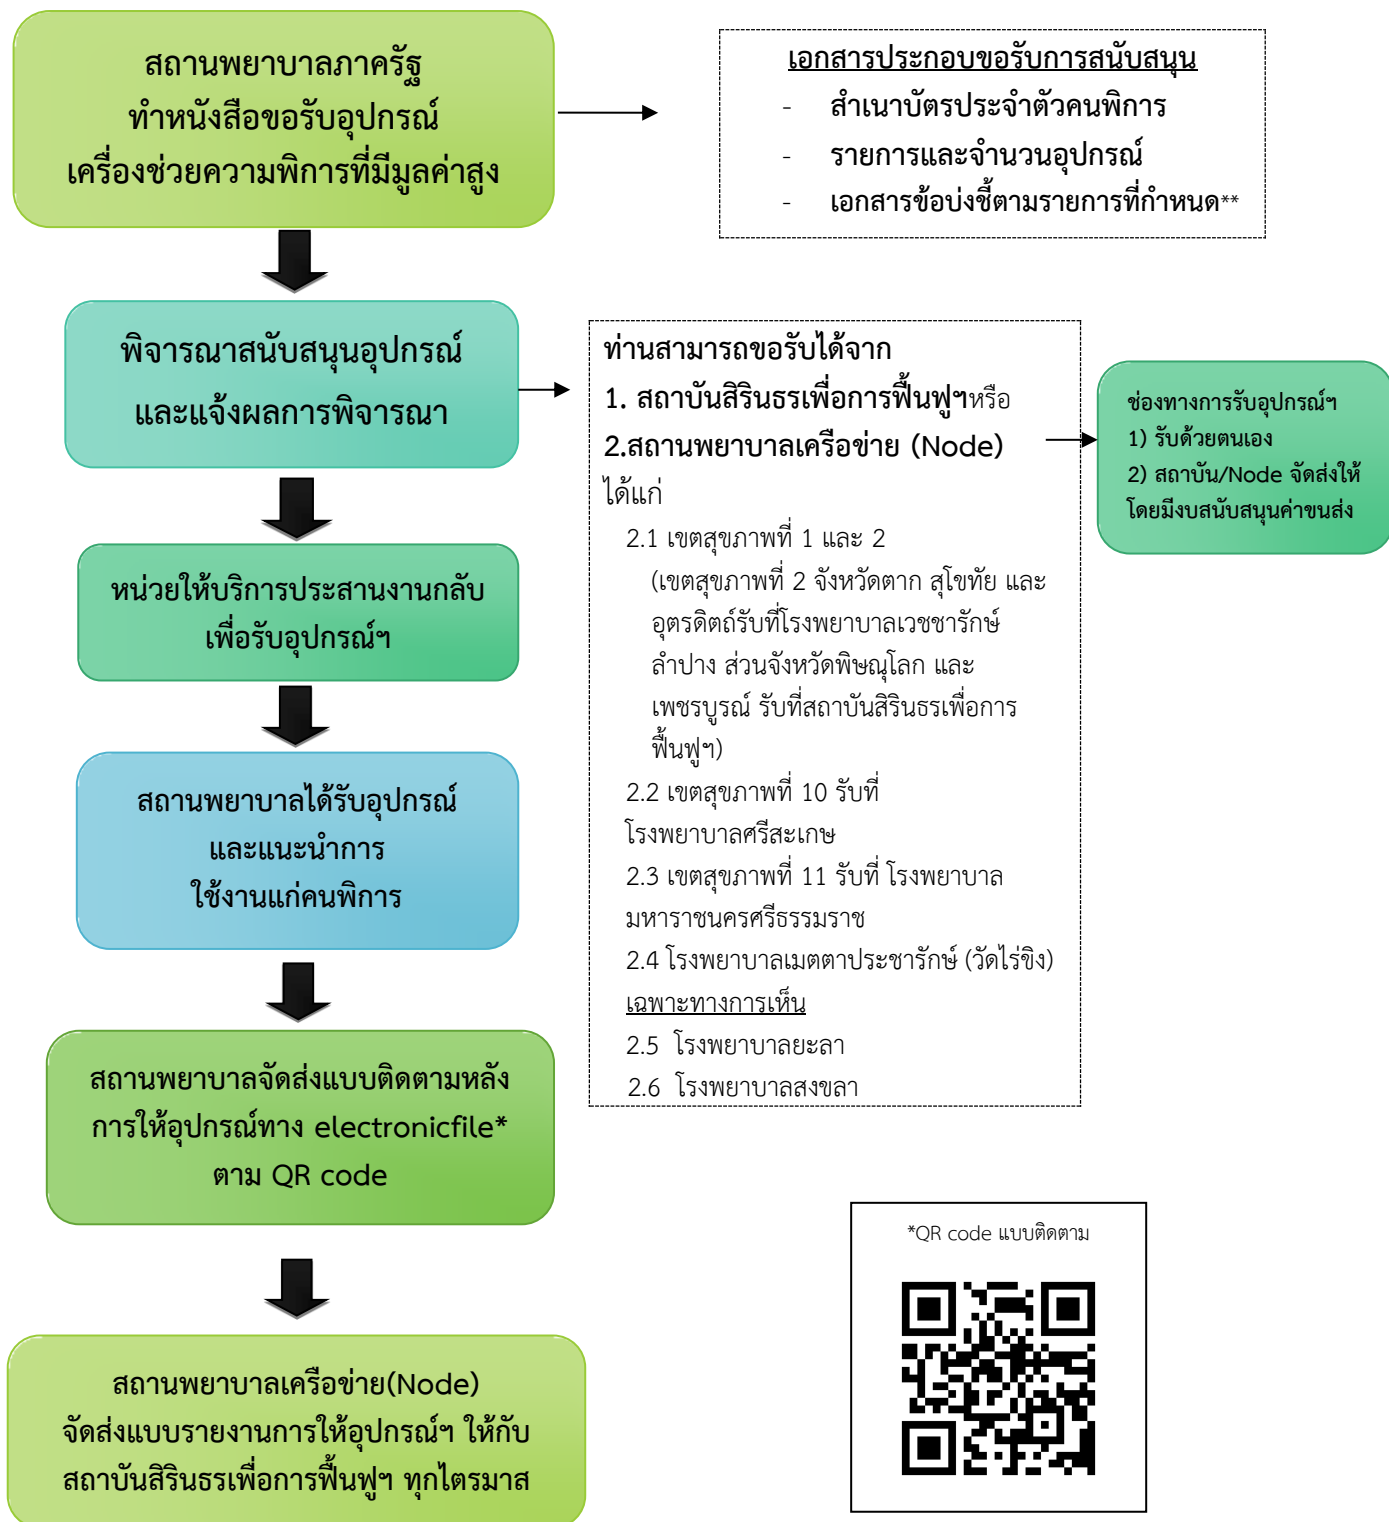 สถานพยาบาลภาครัฐ
ทำหนังสือขอรับอุปกรณ์
เครื่องช่วยความพิการที่มีมูลค่าสูง
เอกสารประกอบขอรับการสนับสนุน
- สำเนาบัตรประจำตัวคนพิการ
- รายการและจำนวนอุปกรณ์
- เอกสารข้อบ่งชี้ตามรายการที่กำหนด**
พิจารณาสนับสนุนอุปกรณ์
และแจ้งผลการพิจารณา
ท่านสามารถขอรับได้จาก
1. สถาบันสิรินธรเพื่อการฟื้นฟูฯหรือ
2.สถานพยาบาลเครือข่าย (Node)
ได้แก่
2.1 เขตสุขภาพที่ 1 และ 2
(เขตสุขภาพที่ 2 จังหวัดตาก สุโขทัย และ
อุตรดิตถ์รับที่โรงพยาบาลเวชชารักษ์
ลำปาง ส่วนจังหวัดพิษณุโลก และ
เพชรบูรณ์ รับที่สถาบันสิรินธรเพื่อการ
ฟื้นฟูฯ)
2.2 เขตสุขภาพที่ 10 รับที่
โรงพยาบาลศรีสะเกษ
2.3 เขตสุขภาพที่ 11 รับที่ โรงพยาบาล
มหาราชนครศรีธรรมราช
2.4 โรงพยาบาลเมตตาประชารักษ์ (วัดไร่ขิง)
เฉพาะทางการเห็น
2.5 โรงพยาบาลยะลา
2.6 โรงพยาบาลสงขลา
ช่องทางการรับอุปกรณ์ฯ
1) รับด้วยตนเอง
2) สถาบัน/Node จัดส่งให้
โดยมีงบสนับสนุนค่าขนส่ง
หน่วยให้บริการประสานงานกลับ
เพื่อรับอุปกรณ์ฯ
สถานพยาบาลได้รับอุปกรณ์
และแนะนำการ
ใช้งานแก่คนพิการ
สถานพยาบาลจัดส่งแบบติดตามหลัง
การให้อุปกรณ์ทาง electronicfile*
ตาม QR code
สถานพยาบาลเครือข่าย(Node)
จัดส่งแบบรายงานการให้อุปกรณ์ฯ ให้กับ
สถาบันสิรินธรเพื่อการฟื้นฟูฯ ทุกไตรมาส
*QR code แบบติดตาม